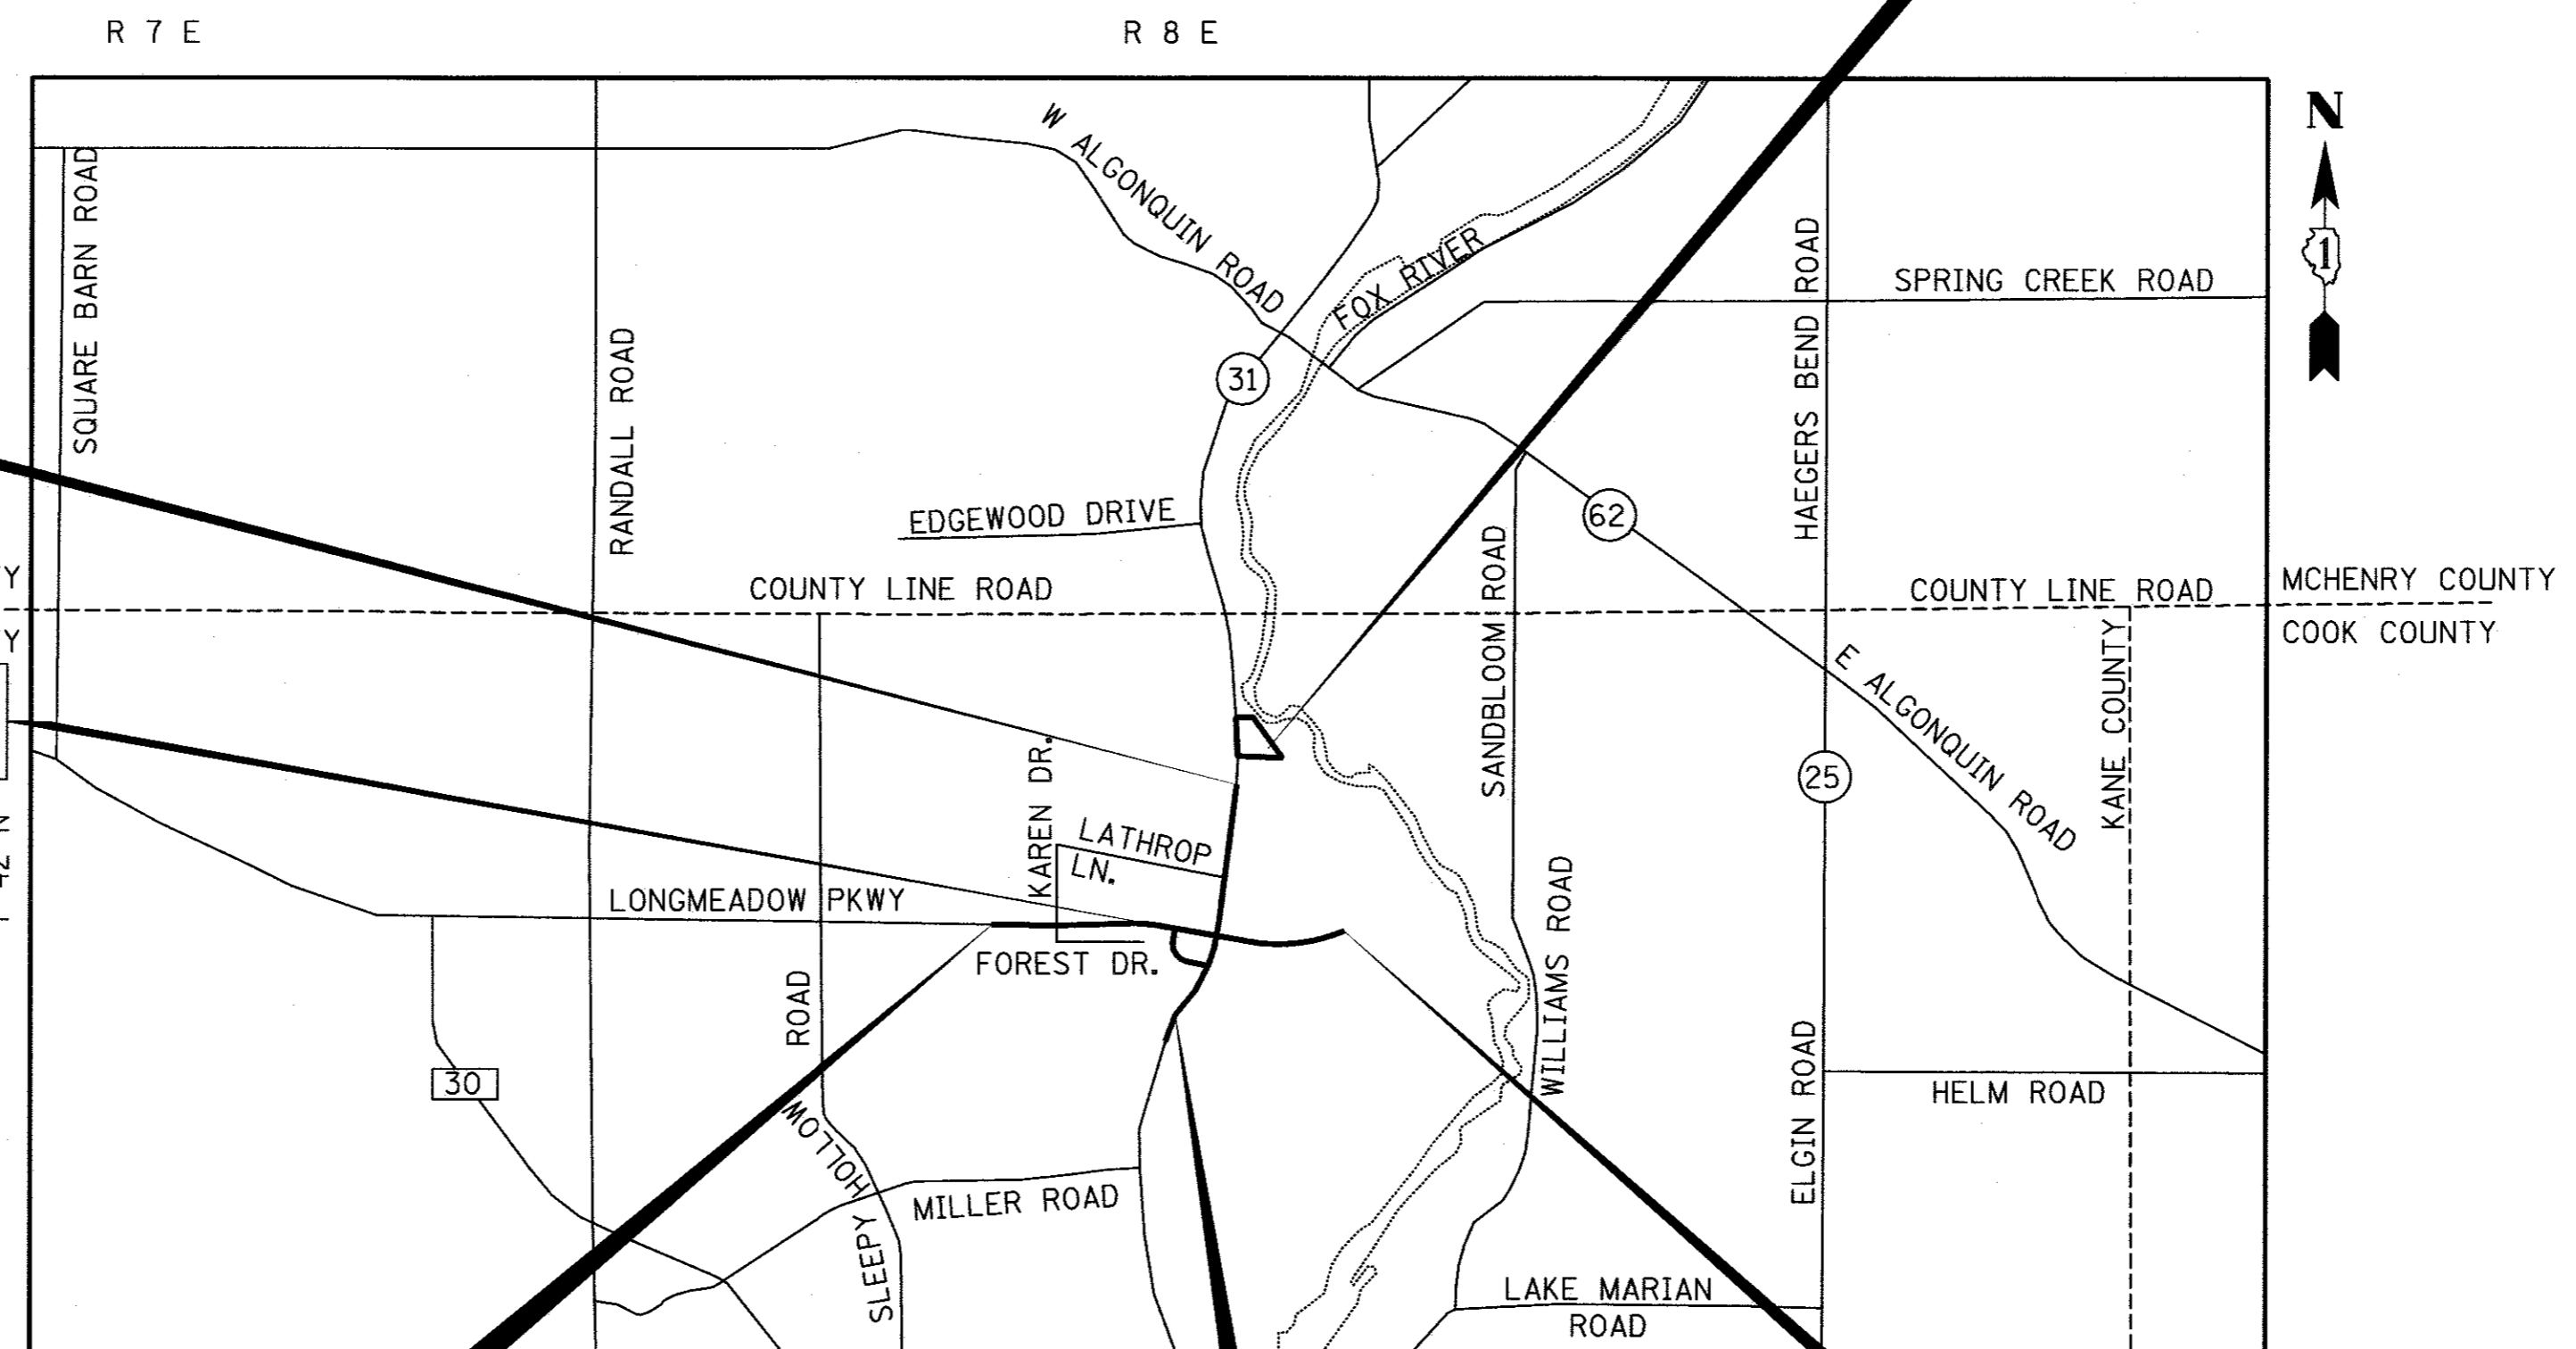 R 7 E
R 8 E
N
1
W ALGONQUIN ROAD
SQUARE BARN ROAD
RANDALL ROAD
FOX RIVER
HAEGERS BEND ROAD
SPRING CREEK ROAD
31
62
EDGEWOOD DRIVE
SANDBLOOM ROAD
Y
COUNTY LINE ROAD
COUNTY LINE ROAD
MCHENRY COUNTY
Y
COOK COUNTY
KANE COUNTY
E ALGONQUIN ROAD
25
KAREN DR.
LATHROP
LN.
LONGMEADOW PKWY
42 N
FOREST DR.
WILLIAMS ROAD
SLEEPY HOLLOW ROAD
30
ELGIN ROAD
HELM ROAD
MILLER ROAD
LAKE MARIAN
ROAD